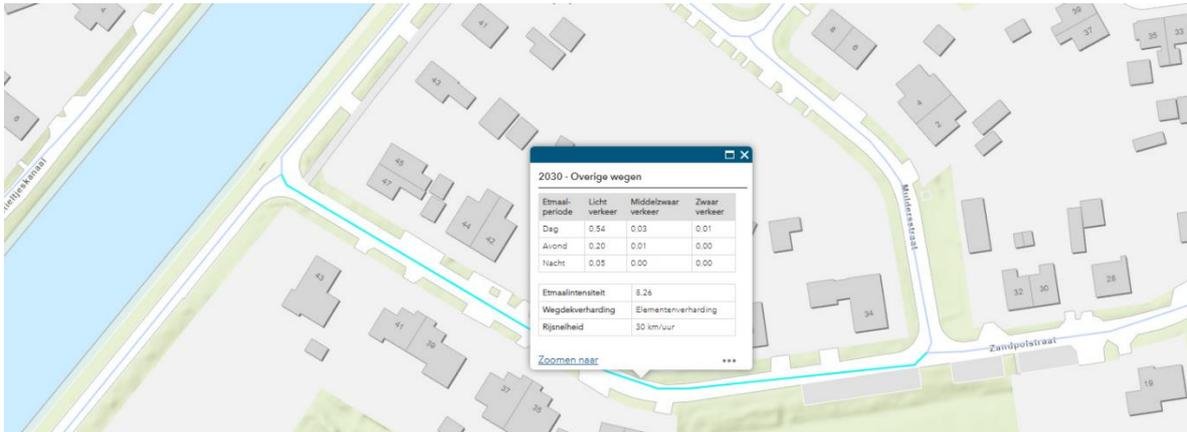 41
43
45
47
44
42
43
41
39
37
35
8
6
4
2
39
37
35
33
34
32
30
28
19
Muldersstraat
Zandpolstraat
2030 - Overige wegen
Etmaal- Licht Middelzwaar Zwaar
periode verkeer verkeer verkeer
Dag 0.54 0.03 0.01
Avond 0.20 0.01 0.00
Nacht 0.05 0.00 0.00
Etmaalintensiteit 8.26
Wegdekverharding Elementenverharding
Rijsnelheid 30 km/uur
Zoomen naar